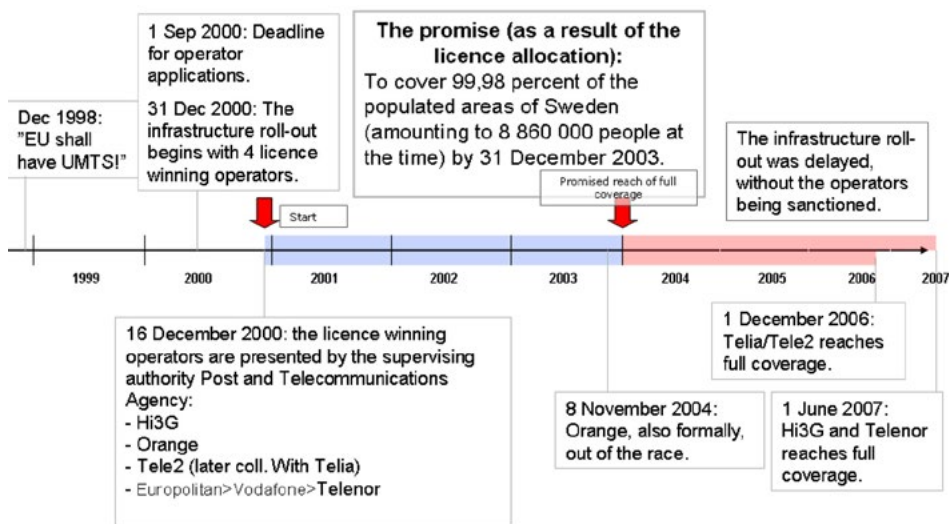 1 Sep 2000: Deadline
for operator
applications.
31 Dec 2000: The
infrastructure roll-out
begins with 4 licence
winning operators.
The promise (as a result of the
licence allocation):
To cover 99,98 percent of the
populated areas of Sweden
(amounting to 8 860 000 people at
the time) by 31 December 2003.
Dec 1998:
"EU shall
have UMTS!"
The infrastructure roll-
out was delayed,
without the operators
being sanctioned.
Promised reach of full
coverage
Start
1999
2000
2001
2002
2003
2004
2005
2006
2007
16 December 2000: the licence winning
operators are presented by the supervising
authority Post and Telecommunications
Agency:
- Hi3G
- Orange
- Tele2 (later coll. With Telia)
- Europolitan>Vodafone>Telenor
1 December 2006:
Telia/Tele2 reaches
full coverage.
8 November 2004:
Orange, also formally,
out of the race.
1 June 2007:
Hi3G and Telenor
reaches full
coverage.